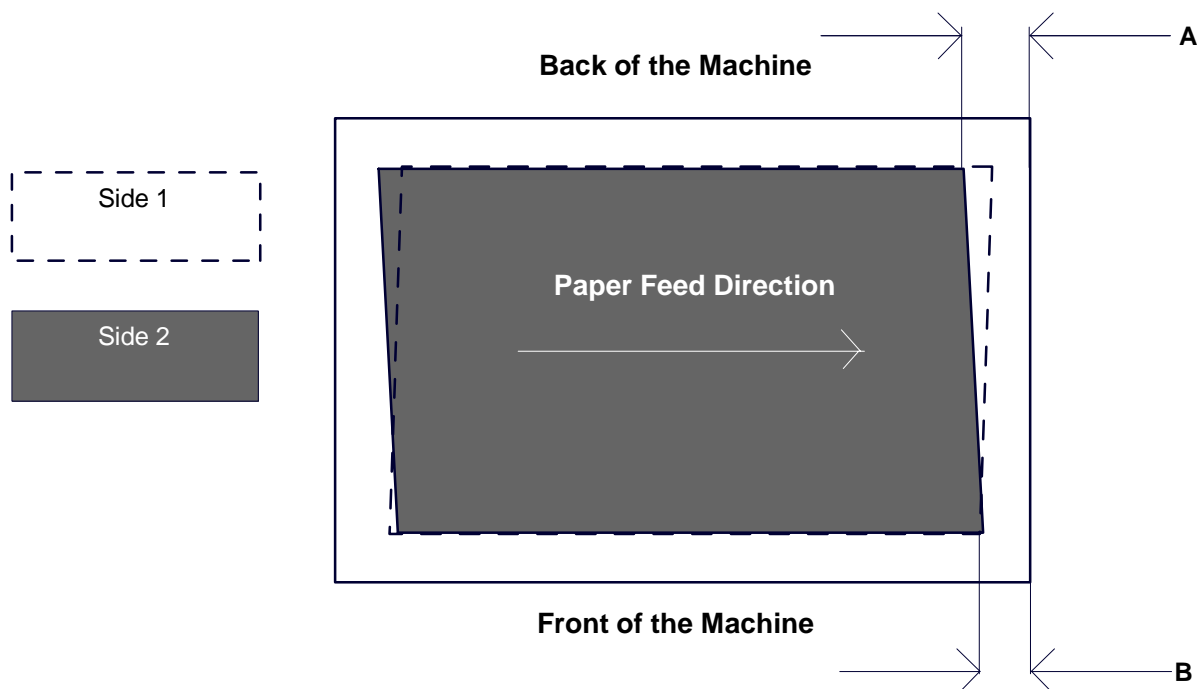 A
Back of the Machine
Side 1
Paper Feed Direction
Side 2
Front of the Machine
B